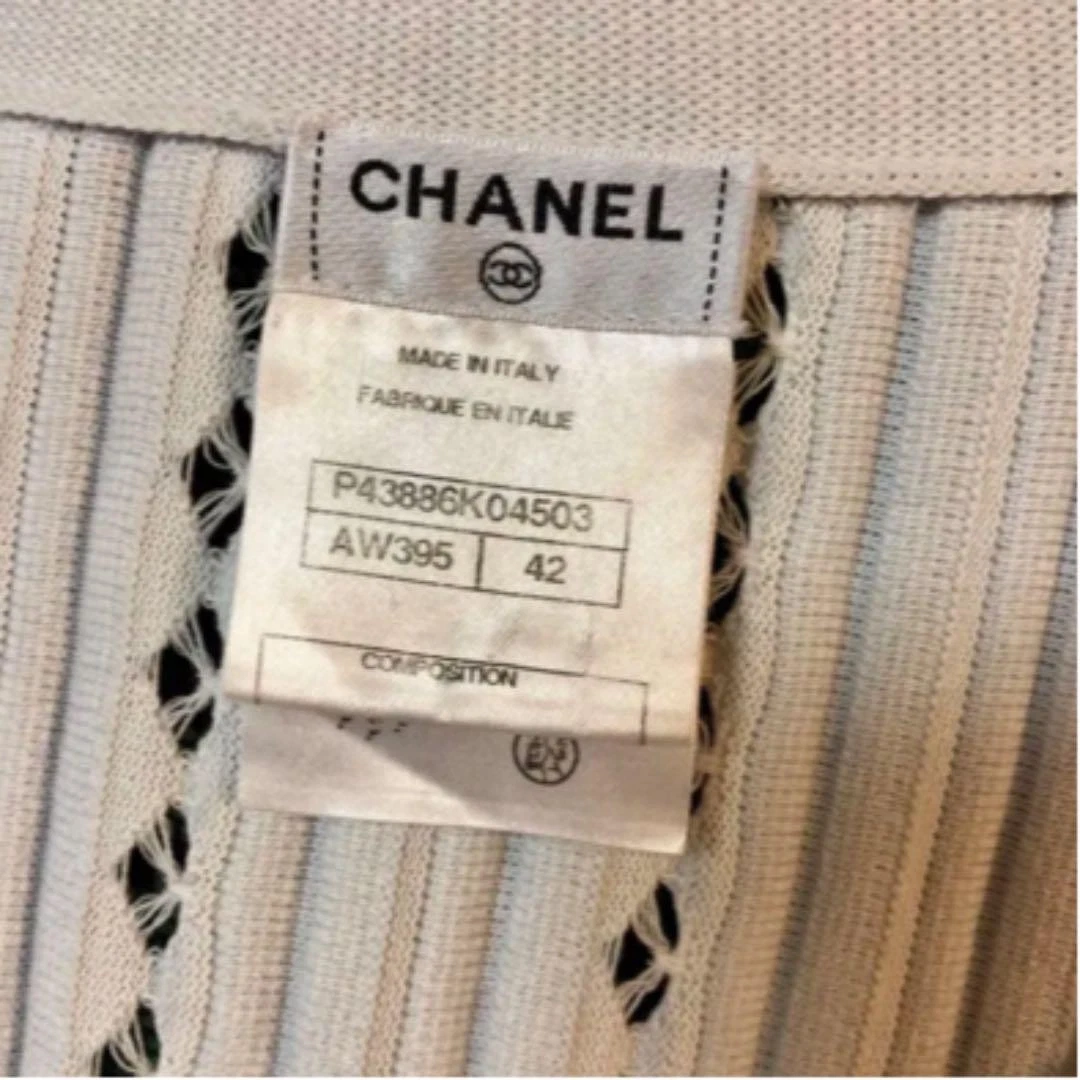 CHANEL
MADE IN ITALY
FABRIQUE EN ITALIE
P43886K04503
AW395 42
COMPOSITION